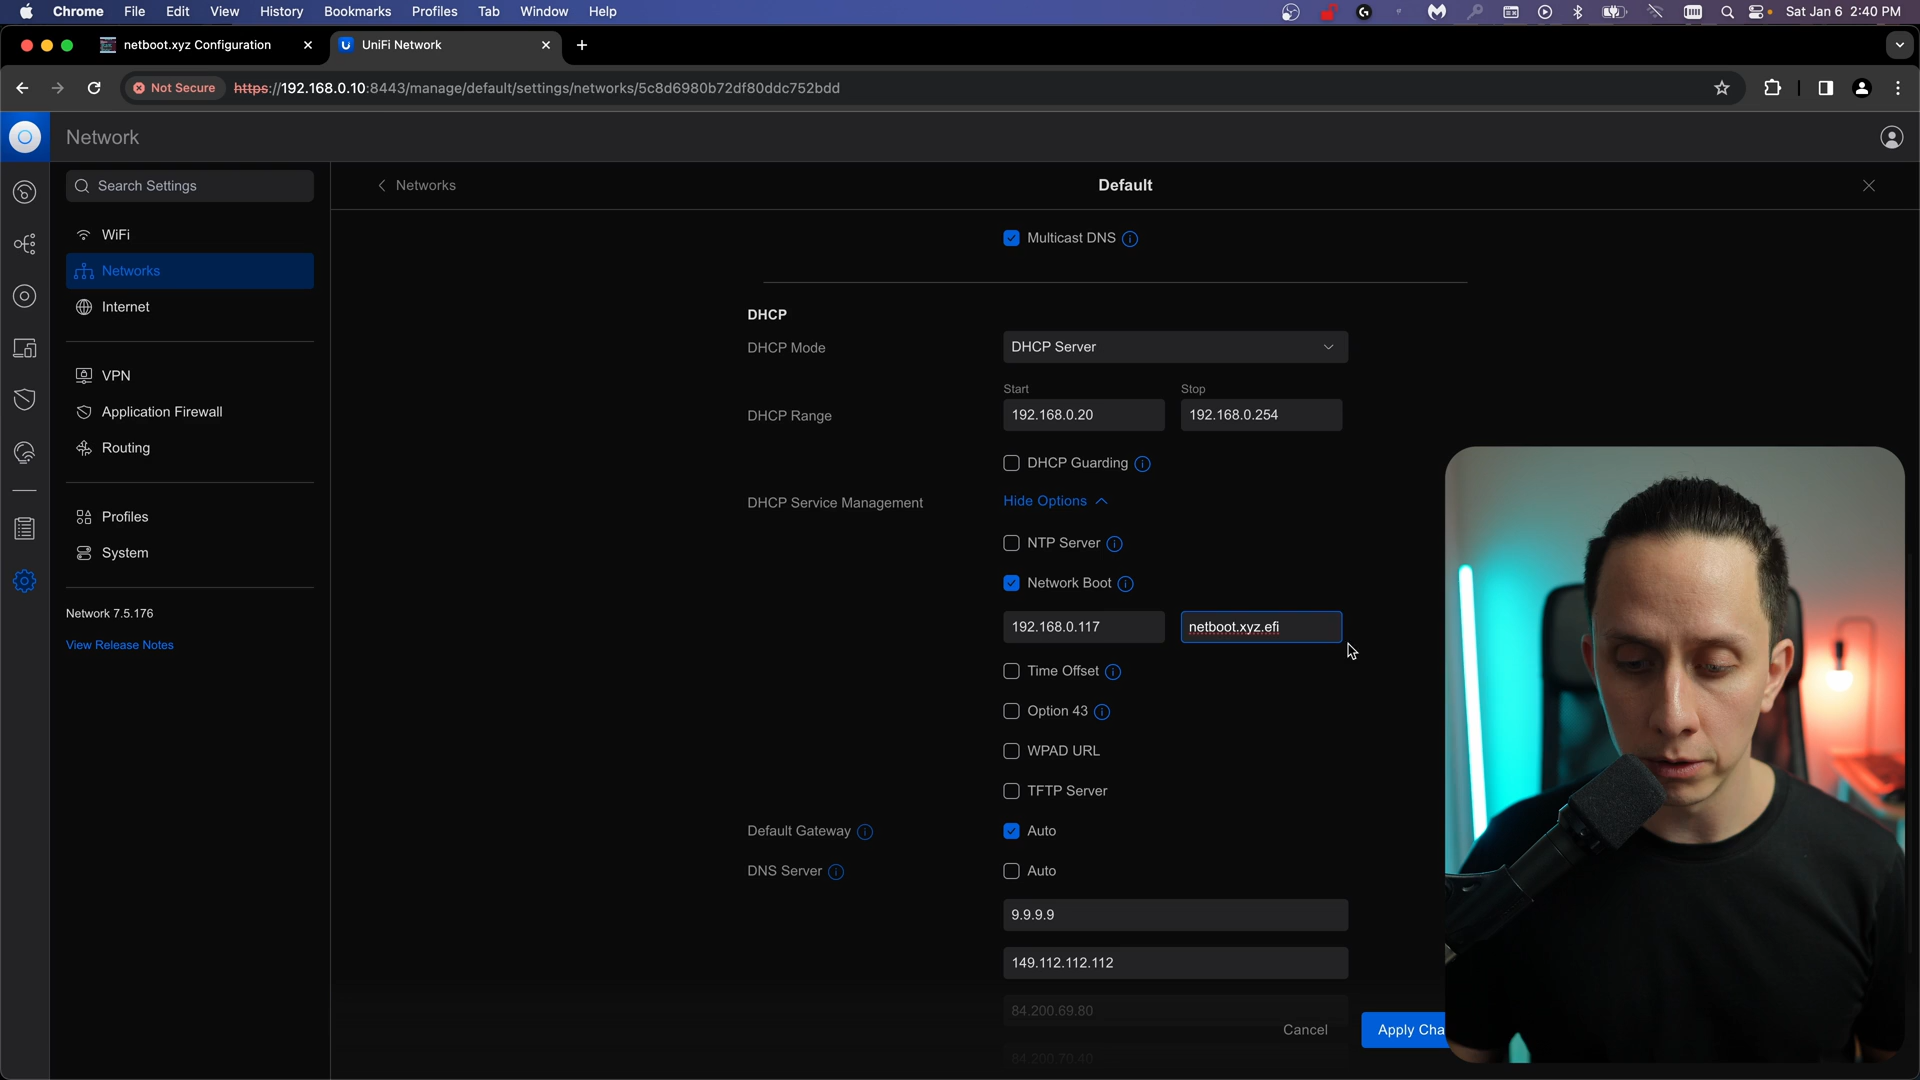 Chrome File Edit View History Bookmarks Profiles Tab Window Help
Sat Jan 6 2:40 PM
netboot.xyz Configuration
UniFi Network
Not Secure
https://192.168.0.10:8443/manage/default/settings/networks/5c8d6980b72df80ddc752bdd
Network
Search Settings
WiFi
Networks
Internet
VPN
Application Firewall
Routing
Profiles
System
Network 7.5.176
View Release Notes
Networks
Default
Multicast DNS
DHCP
DHCP Mode
DHCP Server
Start
Stop
DHCP Range
192.168.0.20
192.168.0.254
DHCP Guarding
DHCP Service Management
Hide Options
NTP Server
Network Boot
192.168.0.117
netboot.xyz.efi
Time Offset
Option 43
WPAD URL
TFTP Server
Default Gateway
Auto
DNS Server
Auto
9.9.9.9
149.112.112.112
84.200.69.80
Cancel
Apply Cha
84.200.70.40